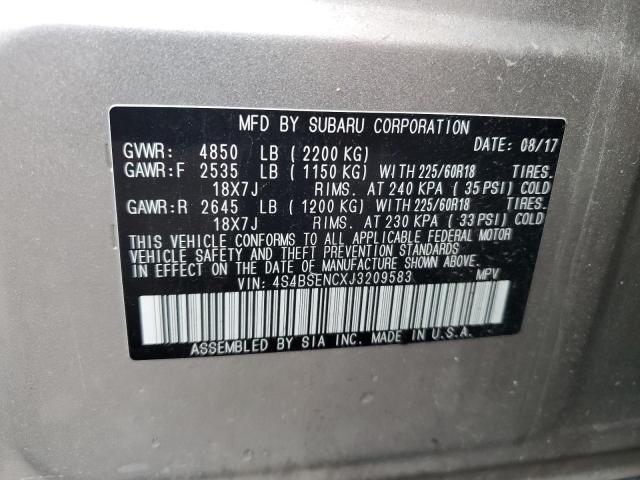 MFD BY SUBARU CORPORATION
DATE: 08/17
GVWR: 4850 LB (2200 KG)
GAWR:F 2535 LB (1150 KG) WITH 225/60R18 TIRES.
18X7J RIMS. AT 240 KPA (35 PSI) COLD
GAWR:R 2645 LB (1200 KG) WITH 225/60R18 TIRES.
18X7J RIMS. AT 230 KPA (33 PSI) COLD
THIS VEHICLE CONFORMS TO ALL APPLICABLE FEDERAL MOTOR
VEHICLE SAFETY AND THEFT PREVENTION STANDARDS
IN EFFECT ON THE DATE OF MANUFACTURE SHOWN ABOVE.
VIN: 4S4BSENCXJ3209583 MPV
ASSEMBLED BY SIA INC. MADE IN U.S.A.